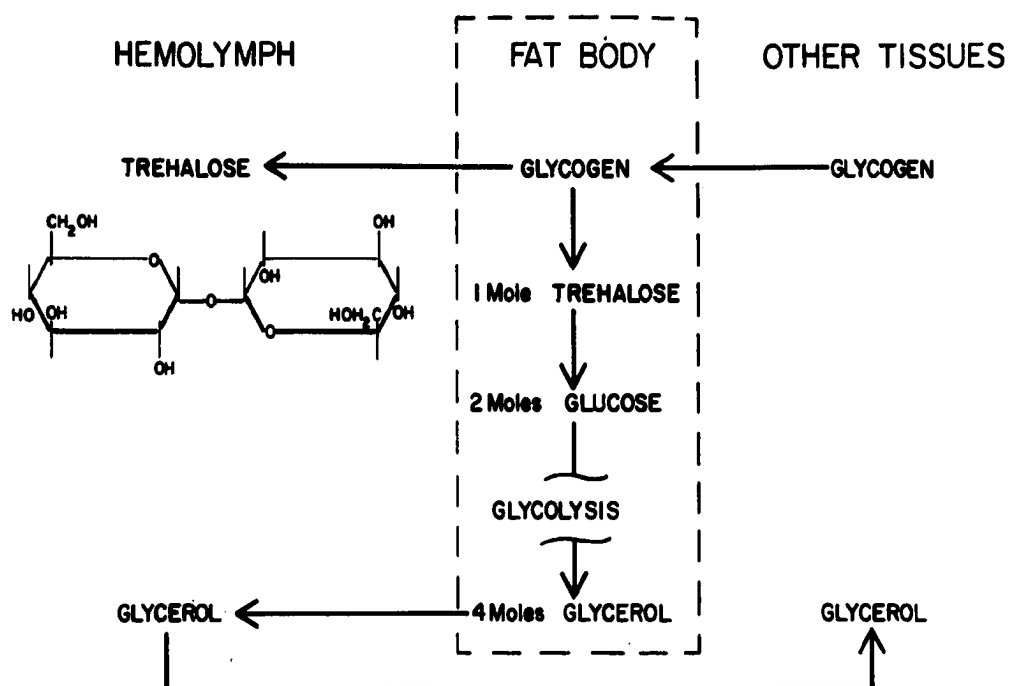 HEMOLYMPH FAT BODY OTHER TISSUES
TREHALOSE GLYCOGEN GLYCOGEN
CH2OH OH
O
OH
1 Mole TREHALOSE
O
HO OH HOH2C OH
O
OH
2 Moles GLUCOSE
GLYCOLYSIS
GLYCEROL 4 Moles GLYCEROL GLYCEROL